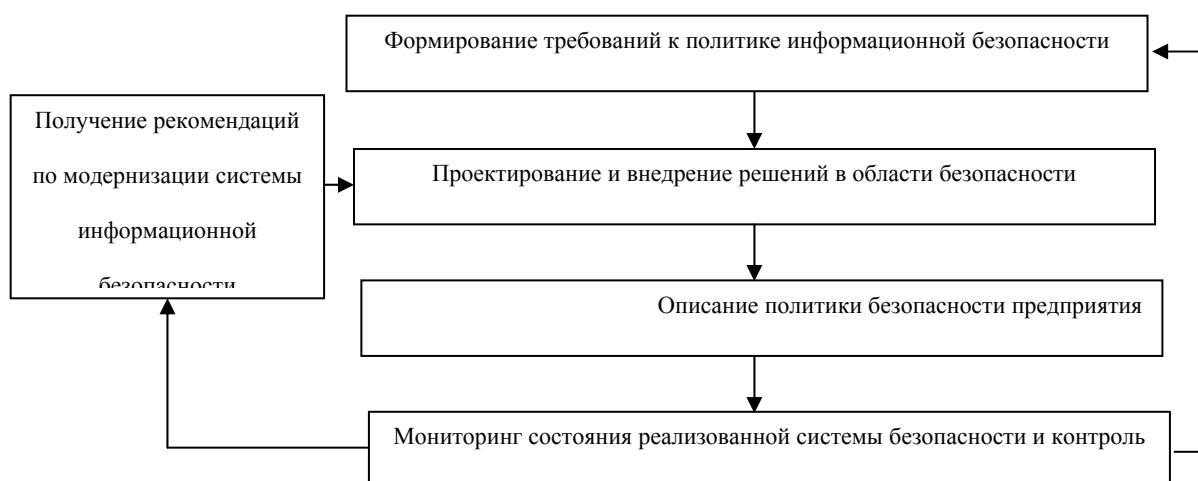 Формирование требований к политике информационной безопасности
Получение рекомендаций
по модернизации системы
информационной
безопасности
Проектирование и внедрение решений в области безопасности
Описание политики безопасности предприятия
Мониторинг состояния реализованной системы безопасности и контроль